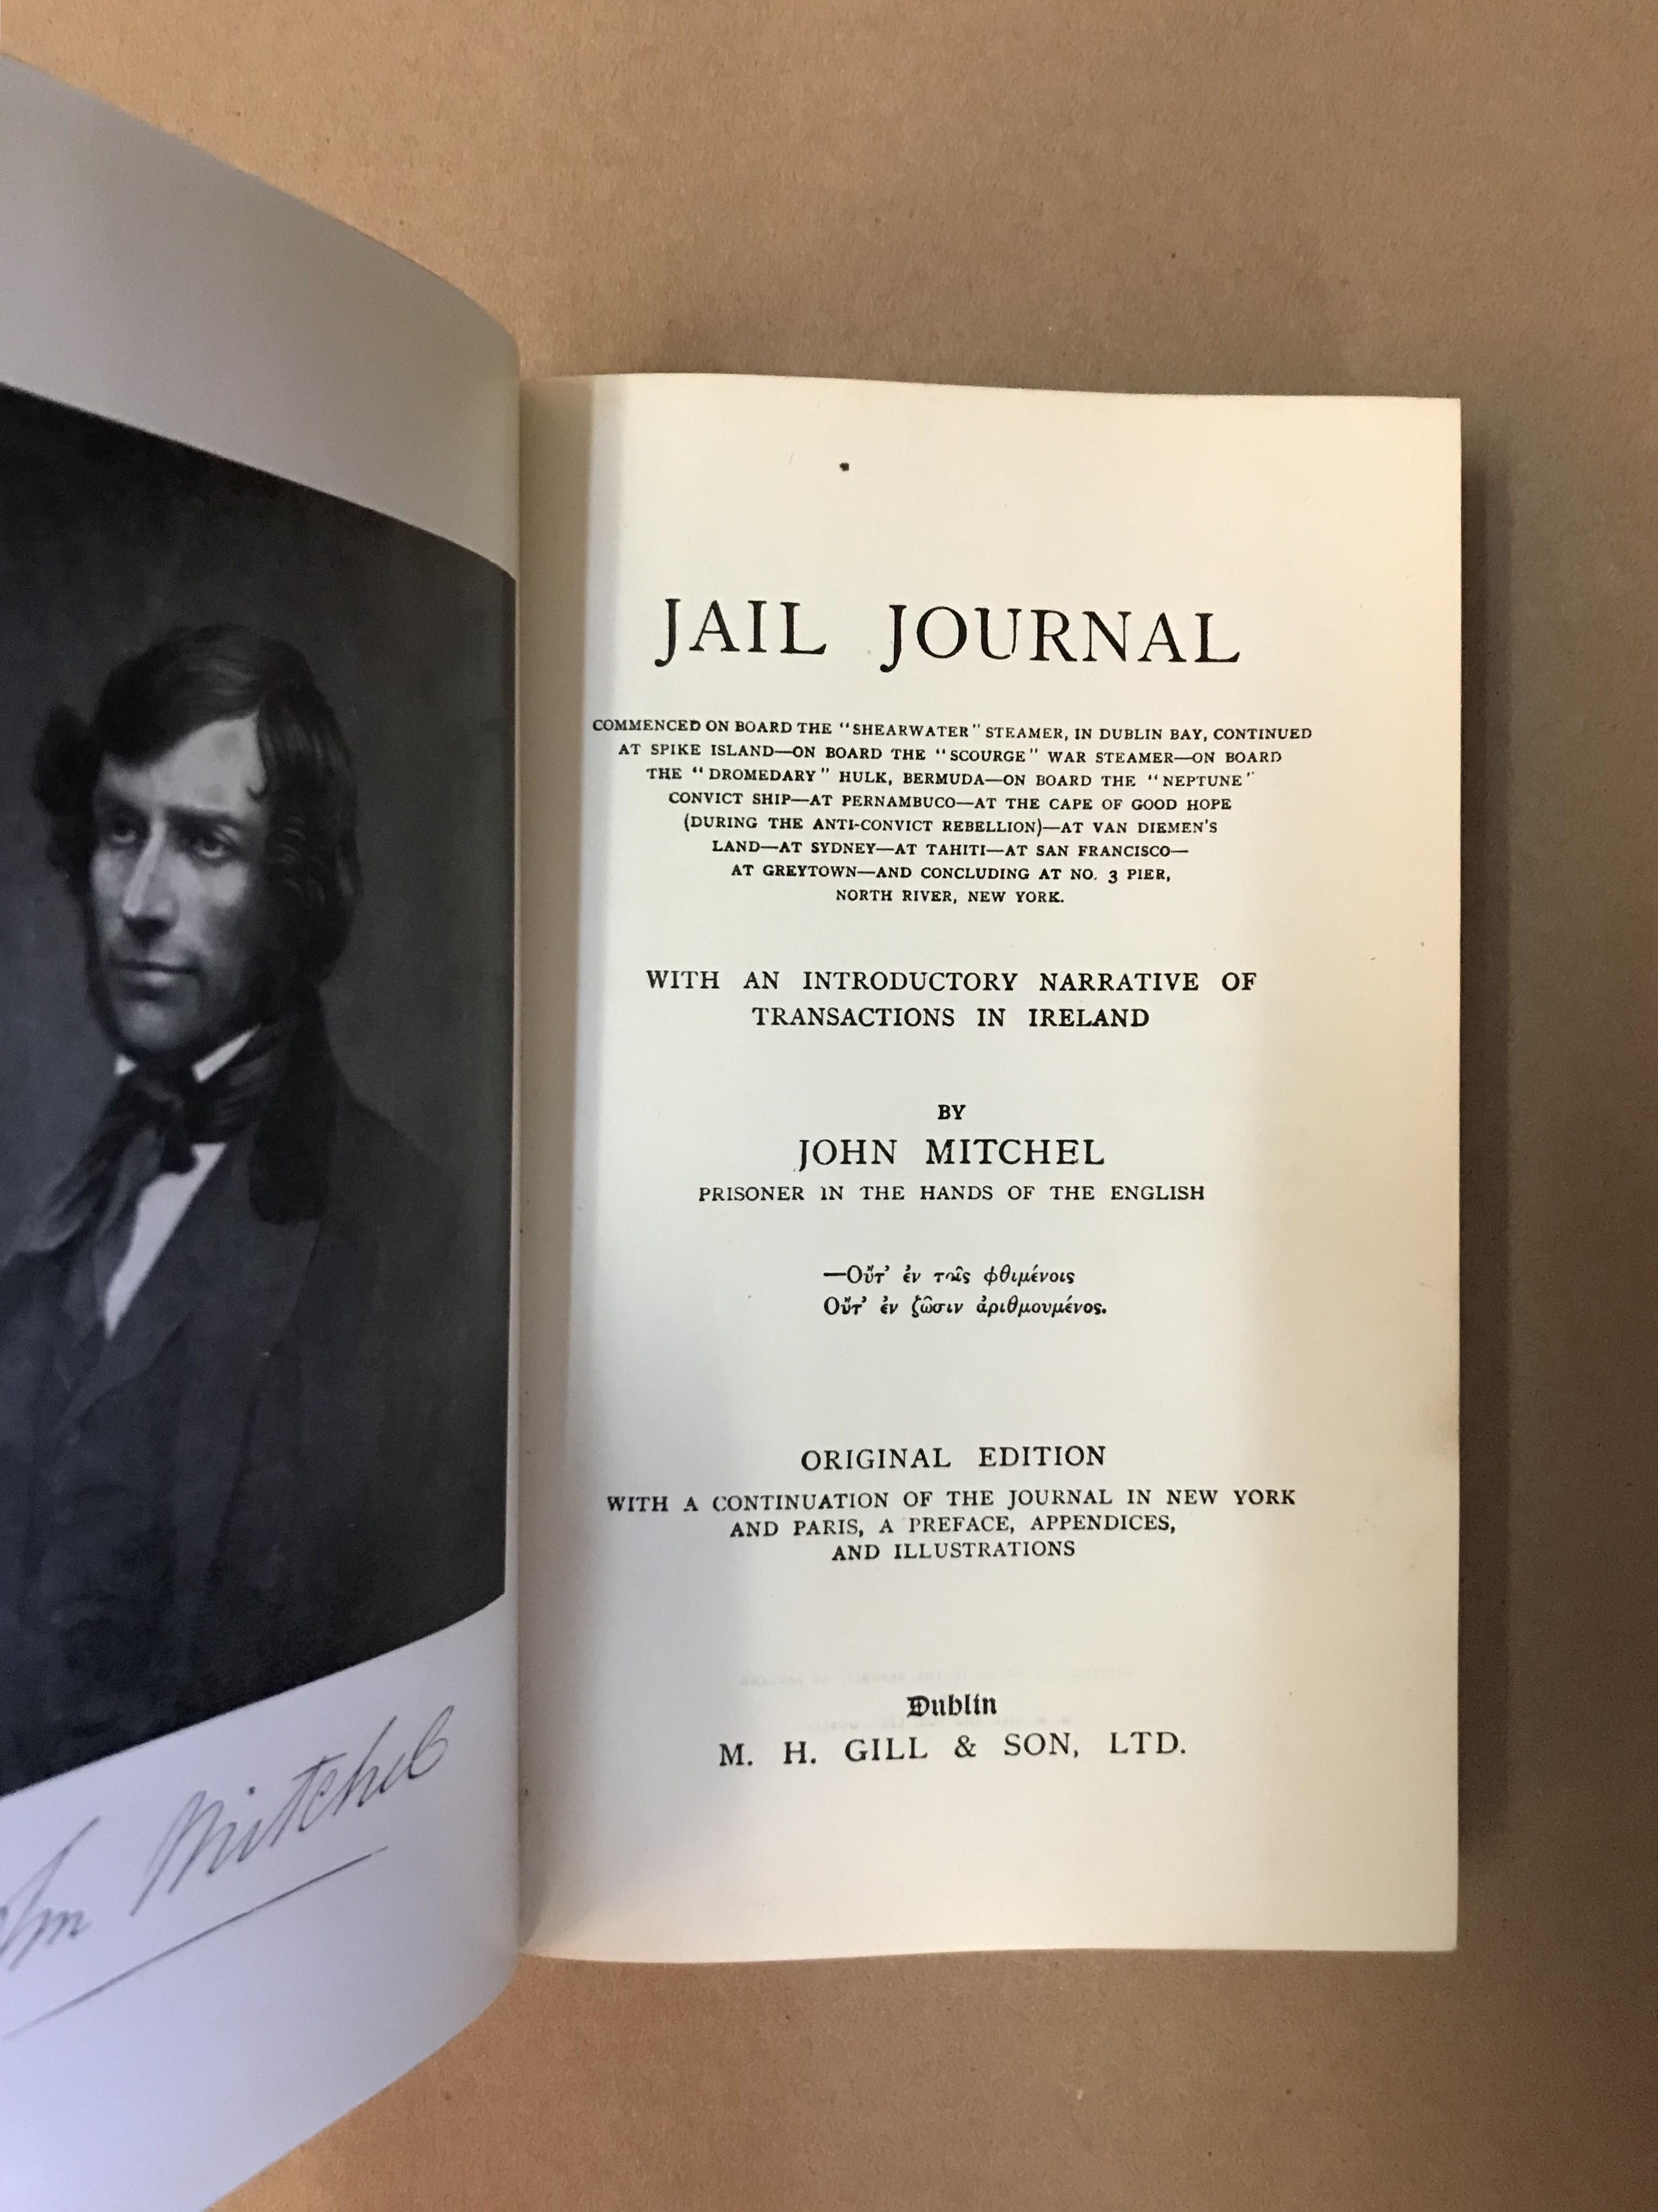 JAIL JOURNAL
COMMENCED ON BOARD THE "SHEARWATER" STEAMER, IN DUBLIN BAY, CONTINUED
AT SPIKE ISLAND—ON BOARD THE "SCOURGE" WAR STEAMER—ON BOARD
THE "DROMEDARY" HULK, BERMUDA—ON BOARD THE "NEPTUNE"
CONVICT SHIP—AT PERNAMBUCO—AT THE CAPE OF GOOD HOPE
(DURING THE ANTI-CONVICT REBELLION)—AT VAN DIEMEN'S
LAND—AT SYDNEY—AT TAHITI—AT SAN FRANCISCO—
AT GREYTOWN—AND CONCLUDING AT NO. 3 PIER,
NORTH RIVER, NEW YORK.
WITH AN INTRODUCTORY NARRATIVE OF
TRANSACTIONS IN IRELAND
BY
JOHN MITCHEL
PRISONER IN THE HANDS OF THE ENGLISH
—Οὔτ' ἐν τοῖς φθιμένοις
Οὔτ' ἐν ζῶσιν ἀριθμουμένος.
ORIGINAL EDITION
WITH A CONTINUATION OF THE JOURNAL IN NEW YORK
AND PARIS, A PREFACE, APPENDICES,
AND ILLUSTRATIONS
Dublin
M. H. GILL & SON, LTD.
ohn Mitchel